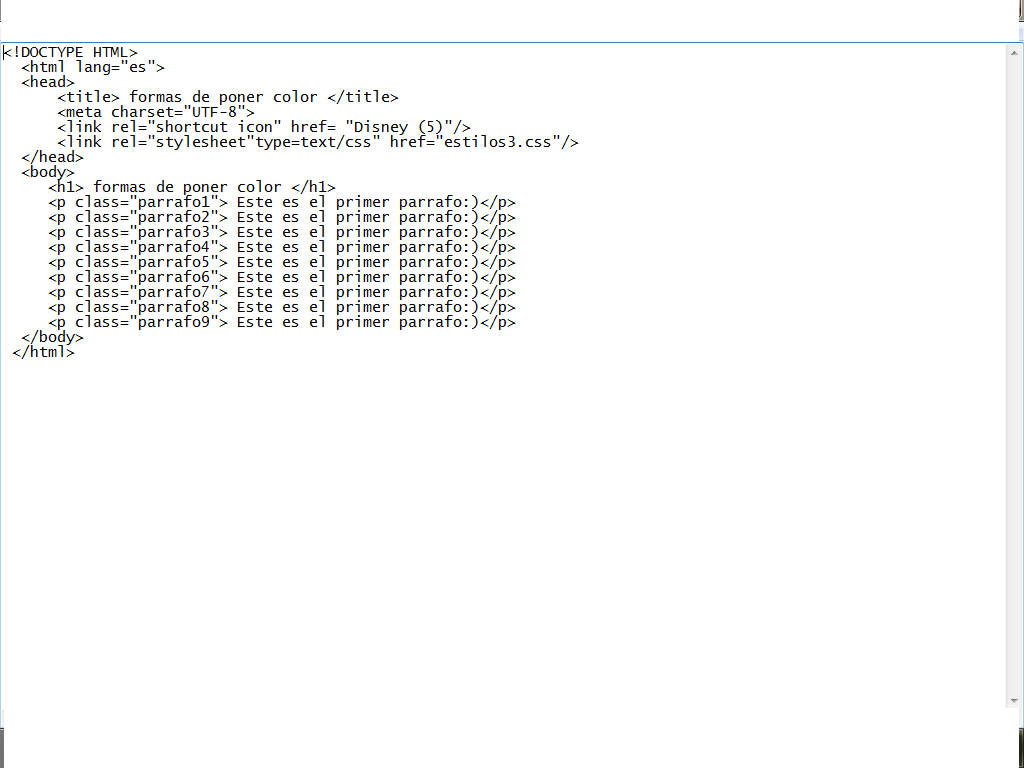 <!DOCTYPE HTML>
<html lang="es">
<head>
<title> formas de poner color </title>
<meta charset="UTF-8">
<link rel="shortcut icon" href= "Disney (5)"/>
<link rel="stylesheet"type=text/css" href="estilos3.css"/>
</head>
<body>
<h1> formas de poner color </h1>
<p class="parrafo1"> Este es el primer parrafo:)</p>
<p class="parrafo2"> Este es el primer parrafo:)</p>
<p class="parrafo3"> Este es el primer parrafo:)</p>
<p class="parrafo4"> Este es el primer parrafo:)</p>
<p class="parrafo5"> Este es el primer parrafo:)</p>
<p class="parrafo6"> Este es el primer parrafo:)</p>
<p class="parrafo7"> Este es el primer parrafo:)</p>
<p class="parrafo8"> Este es el primer parrafo:)</p>
<p class="parrafo9"> Este es el primer parrafo:)</p>
</body>
</html>